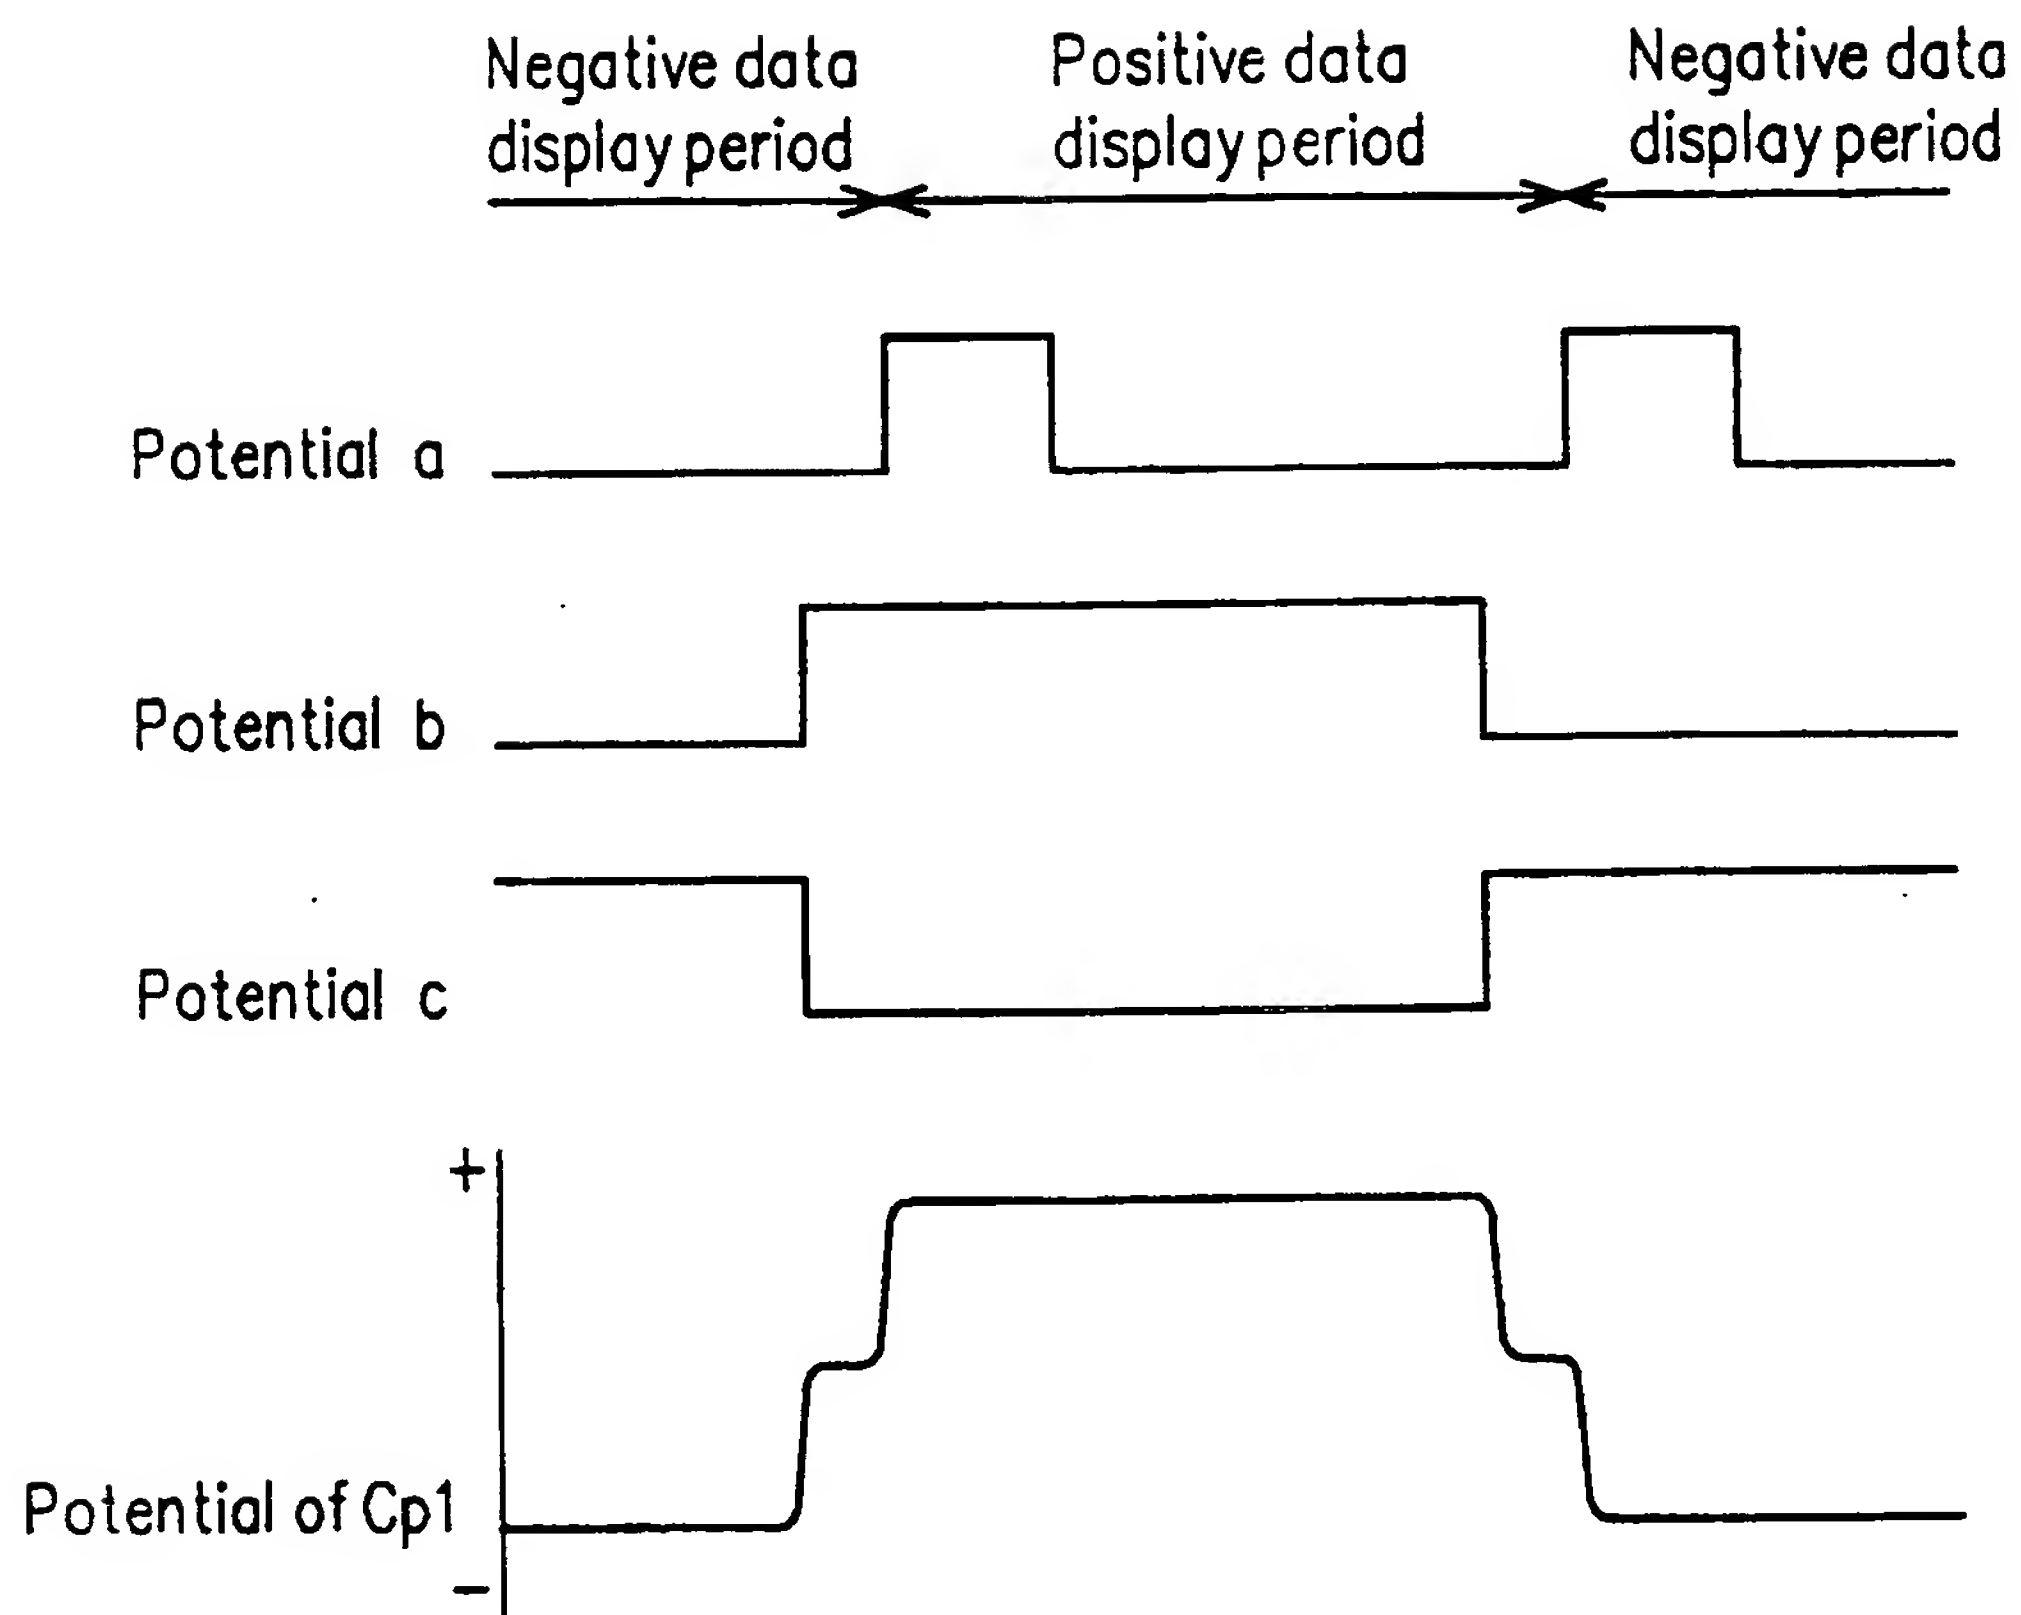 Negative data
display period
Positive data
display period
Negative data
display period
Potential a
Potential b
Potential c
+
Potential of Cp1
−